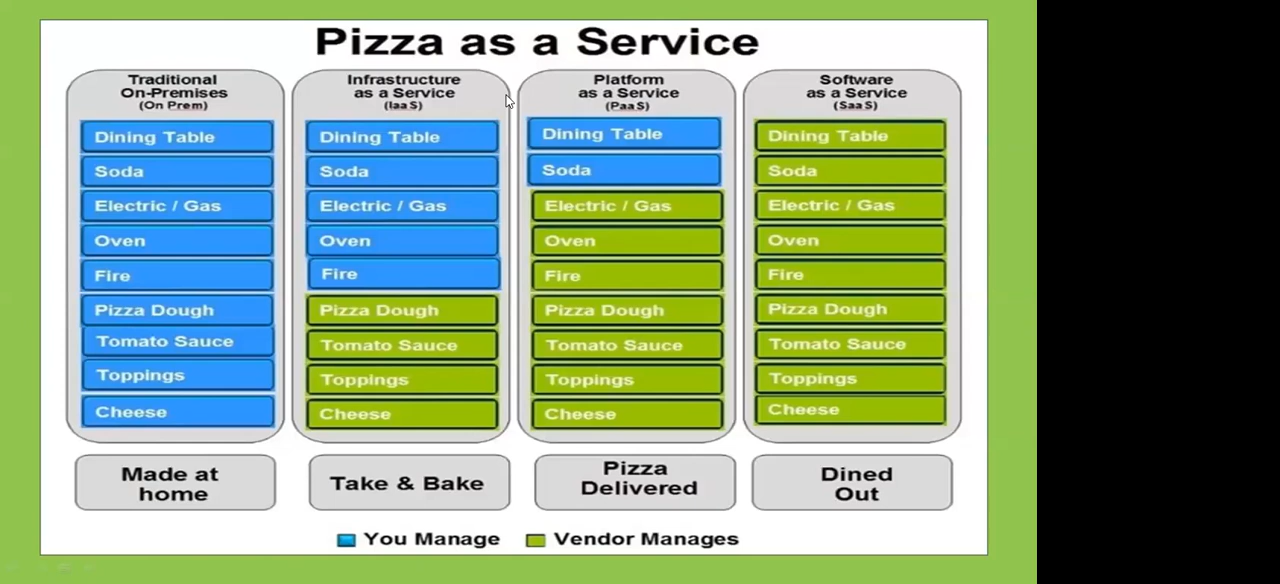 Pizza as a Service
Traditional
On-Premises
(On Prem)
Dining Table
Soda
Electric / Gas
Oven
Fire
Pizza Dough
Tomato Sauce
Toppings
Cheese
Made at
home
Infrastructure
as a Service
(IaaS)
Dining Table
Soda
Electric / Gas
Oven
Fire
Pizza Dough
Tomato Sauce
Toppings
Cheese
Take & Bake
Platform
as a Service
(PaaS)
Dining Table
Soda
Electric / Gas
Oven
Fire
Pizza Dough
Tomato Sauce
Toppings
Cheese
Pizza
Delivered
Software
as a Service
(SaaS)
Dining Table
Soda
Electric / Gas
Oven
Fire
Pizza Dough
Tomato Sauce
Toppings
Cheese
Dined
Out
You Manage
Vendor Manages